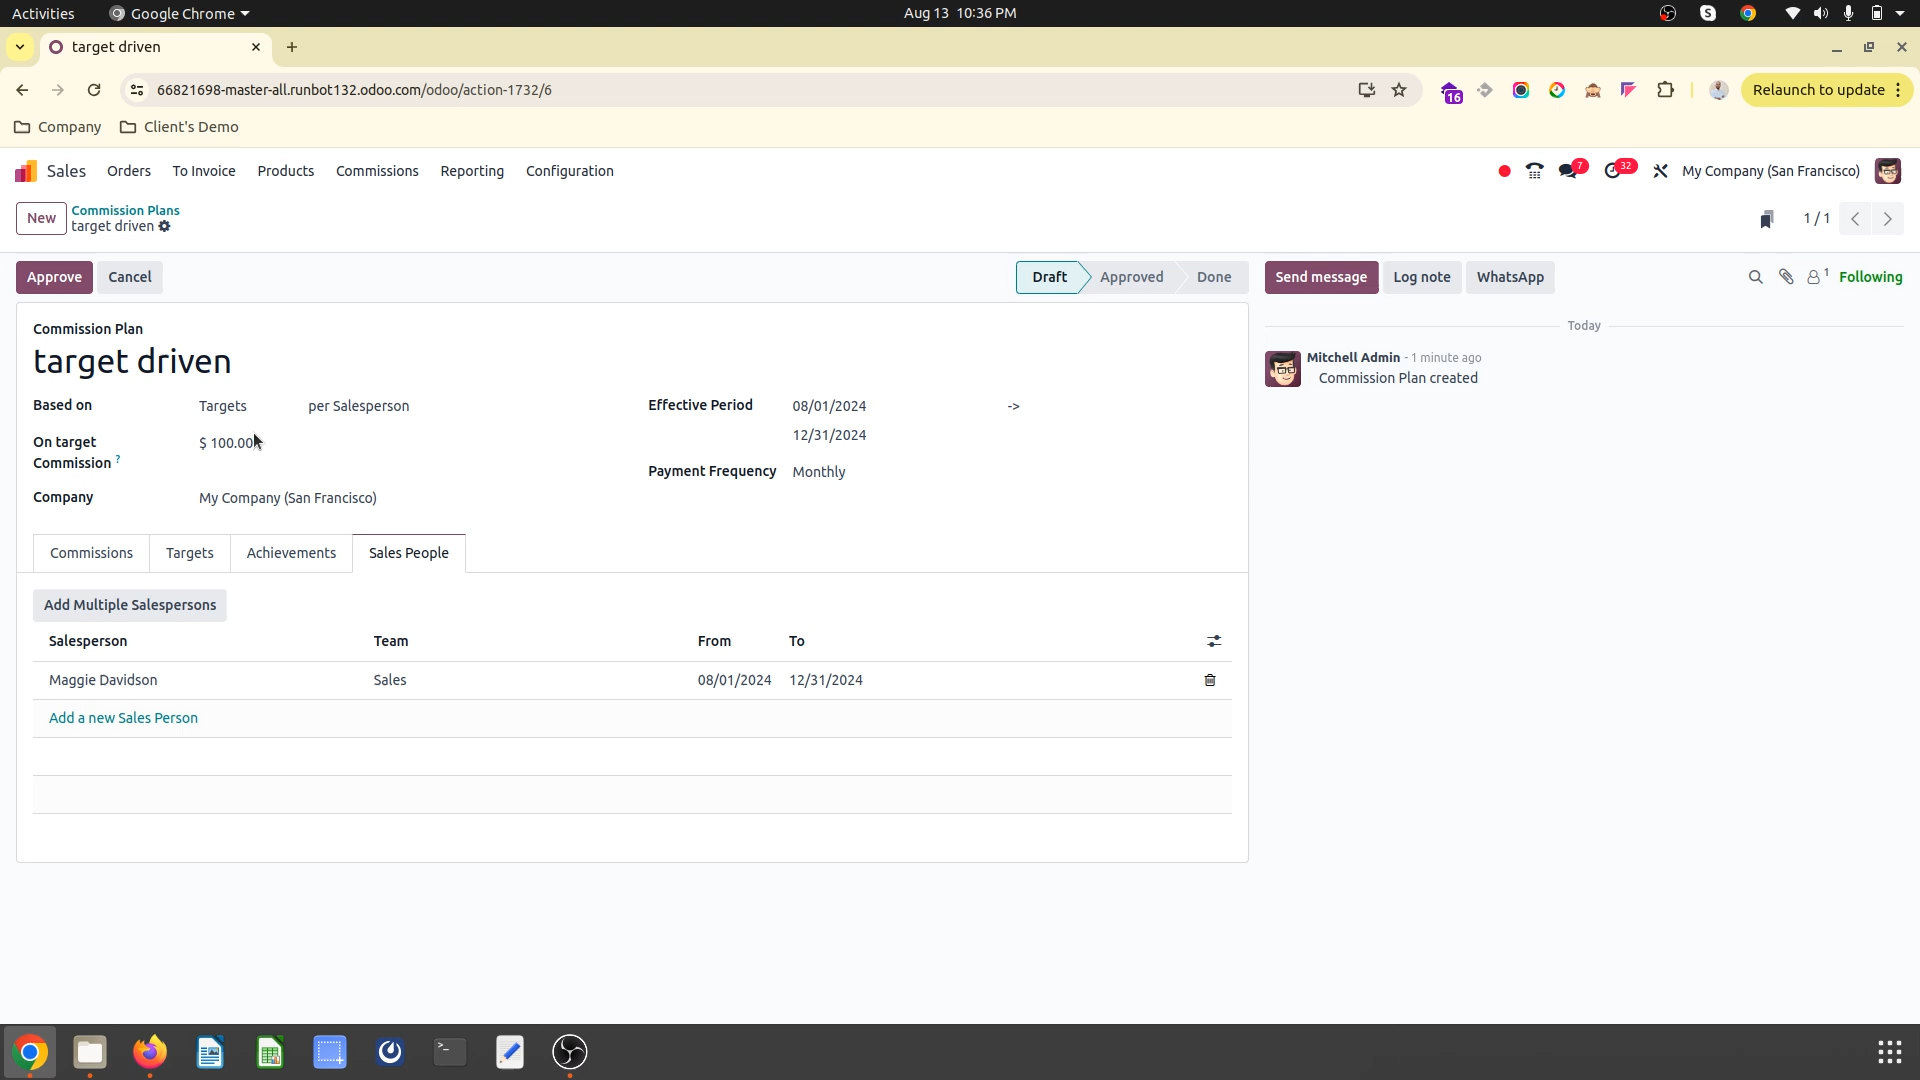 Activities
Google Chrome
Aug 13 10:36 PM
target driven
66821698-master-all.runbot132.odoo.com/odoo/action-1732/6
16
Relaunch to update
Company
Client's Demo
Sales
Orders
To Invoice
Products
Commissions
Reporting
Configuration
7
32
My Company (San Francisco)
New
Commission Plans
target driven
1 / 1
Approve
Cancel
Draft
Approved
Done
Send message
Log note
WhatsApp
1
Following
Commission Plan
target driven
Based on
Targets
per Salesperson
On target
Commission ?
$ 100.00
Company
My Company (San Francisco)
Effective Period
08/01/2024
->
12/31/2024
Payment Frequency
Monthly
Commissions
Targets
Achievements
Sales People
Add Multiple Salespersons
Salesperson
Team
From
To
Maggie Davidson
Sales
08/01/2024
12/31/2024
Add a new Sales Person
Today
Mitchell Admin - 1 minute ago
Commission Plan created